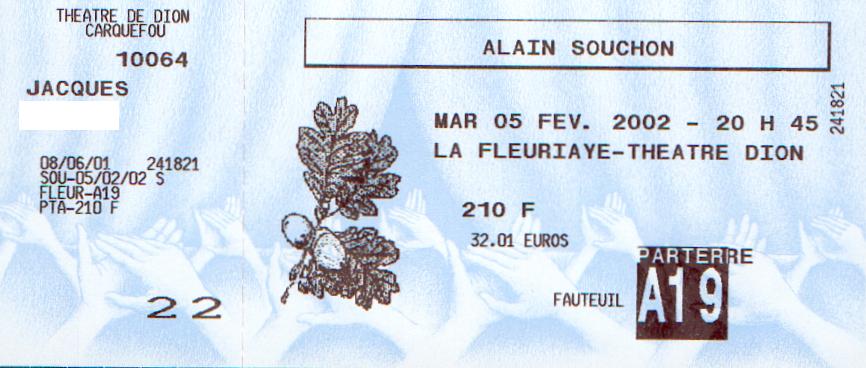 THEATRE DE DION
CARQUEFOU
10064
JACQUES
08/06/01 241821
SOU-05/02/02 S
FLEUR-A19
PTA-210 F
22
ALAIN SOUCHON
MAR 05 FEV. 2002 - 20 H 45
LA FLEURIAYE-THEATRE DION
210 F
32.01 EUROS
PARTERRE
FAUTEUIL A19
241821